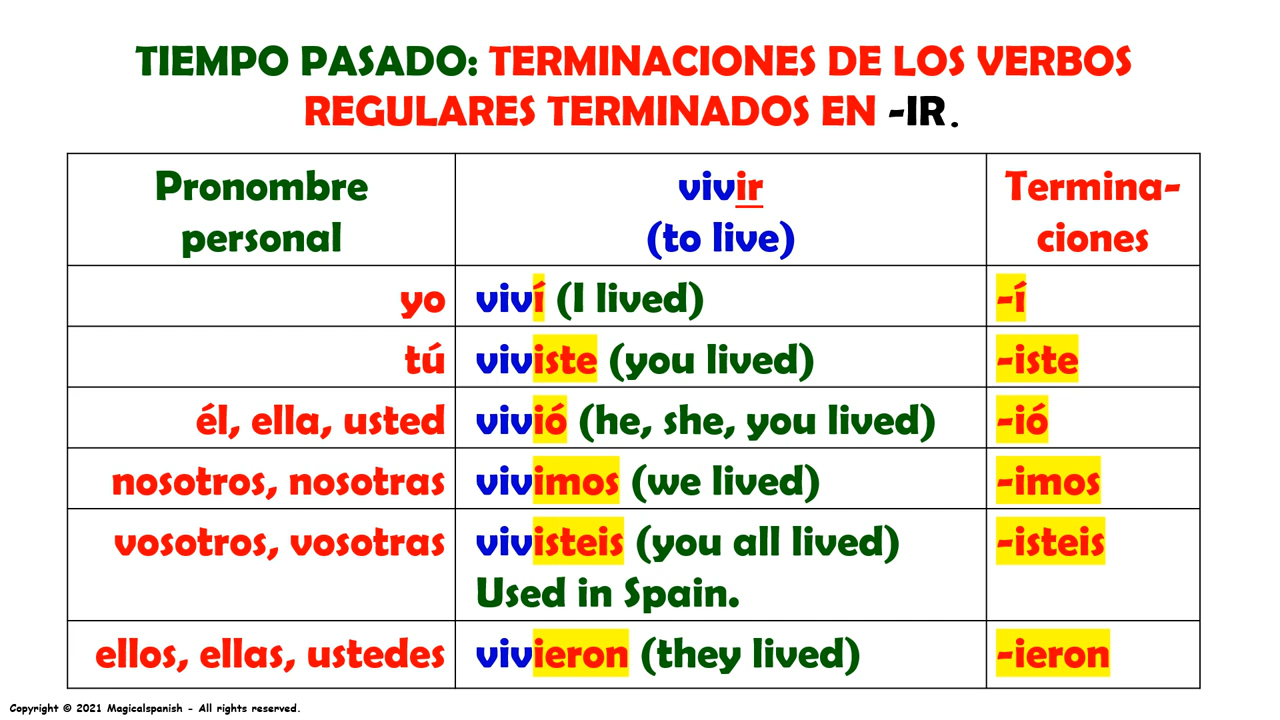 TIEMPO PASADO: TERMINACIONES DE LOS VERBOS
REGULARES TERMINADOS EN -IR.
Pronombre
personal
vivir
(to live)
Termina-
ciones
yo
viví (I lived)
-í
tú
viviste (you lived)
-iste
él, ella, usted
vivió (he, she, you lived)
-ió
nosotros, nosotras
vivimos (we lived)
-imos
vosotros, vosotras
vivisteis (you all lived)
Used in Spain.
-isteis
ellos, ellas, ustedes
vivieron (they lived)
-ieron
Copyright © 2021 Magicalspanish - All rights reserved.